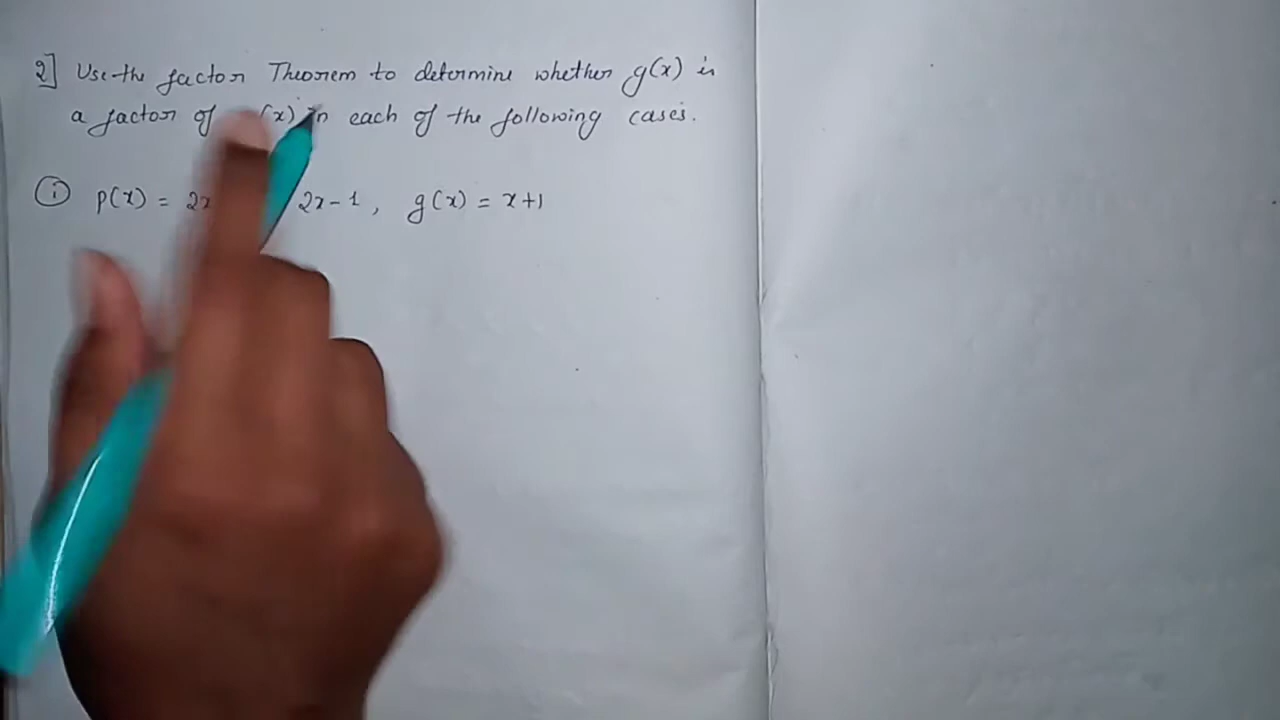 2] Use the factor Theorem to determine whether g(x) is
a factor of (x) in each of the following cases.
i p(x) = 2x 2x-1, g(x) = x+1